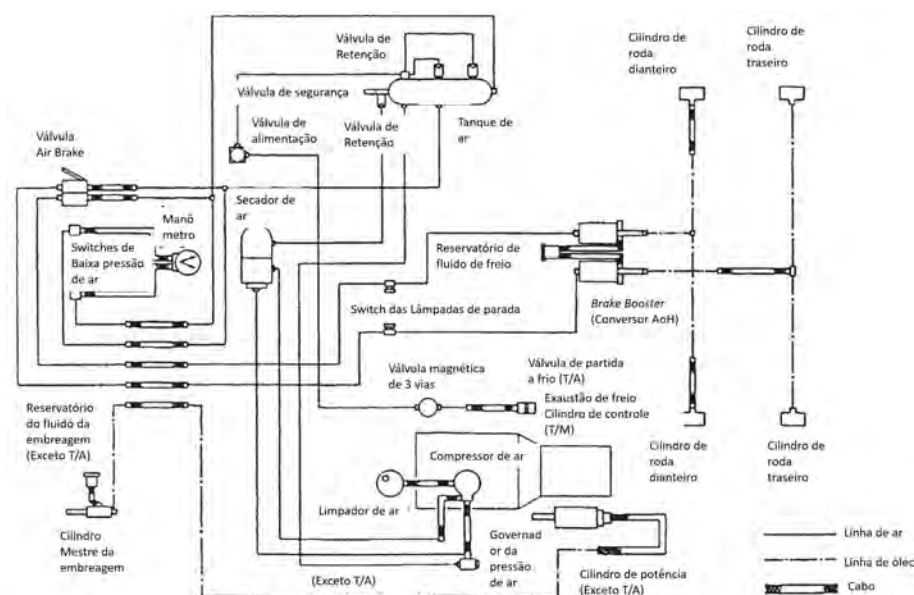 Cilindro de
roda
dianteiro
Cilindro de
roda
traseiro
Válvula de
Retenção
Válvula de segurança
Válvula de
alimentação
Válvula de
Retenção
Tanque de
ar
Válvula
Air Brake
Secador de
ar
Manô
metro
Switches de
Baixa pressão
de ar
Reservatório de
fluido de freio
Brake Booster
(Conversor AoH)
Switch das Lâmpadas de parada
Válvula magnética
de 3 vias
Válvula de partida
a frio (T/A)
Exaustão de freio
Cilindro de controle
(T/M)
Reservatório
do fluido da
embreagem
(Exceto T/A)
Cilindro de
roda
dianteiro
Cilindro de
roda
traseiro
Compressor de ar
Limpador de ar
Cilindro
Mestre da
embreagem
Governad
or da
pressão
de ar
(Exceto T/A)
Cilindro de potência
(Exceto T/A)
Linha de ar
Linha de óleo
Cabo